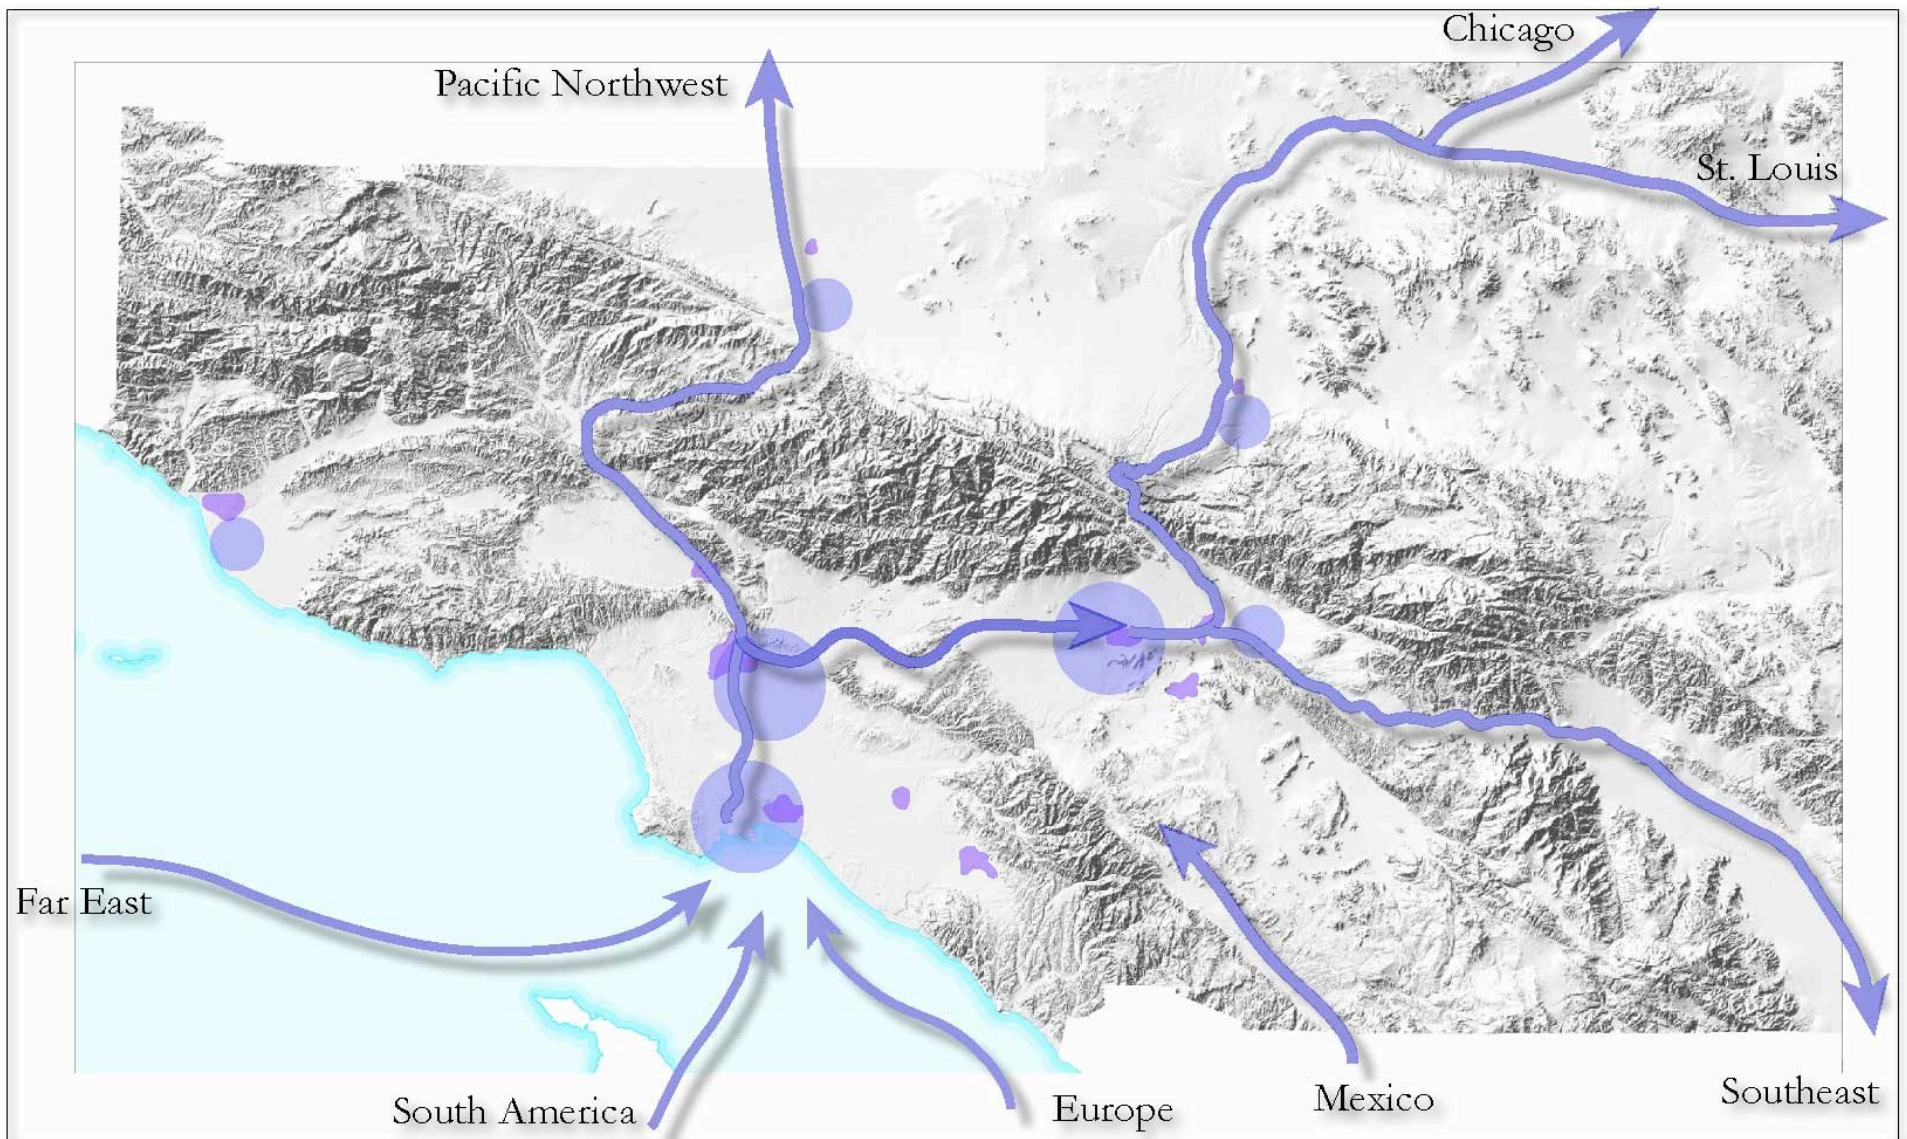 Chicago
Pacific Northwest
St. Louis
Far East
South America
Europe
Mexico
Southeast